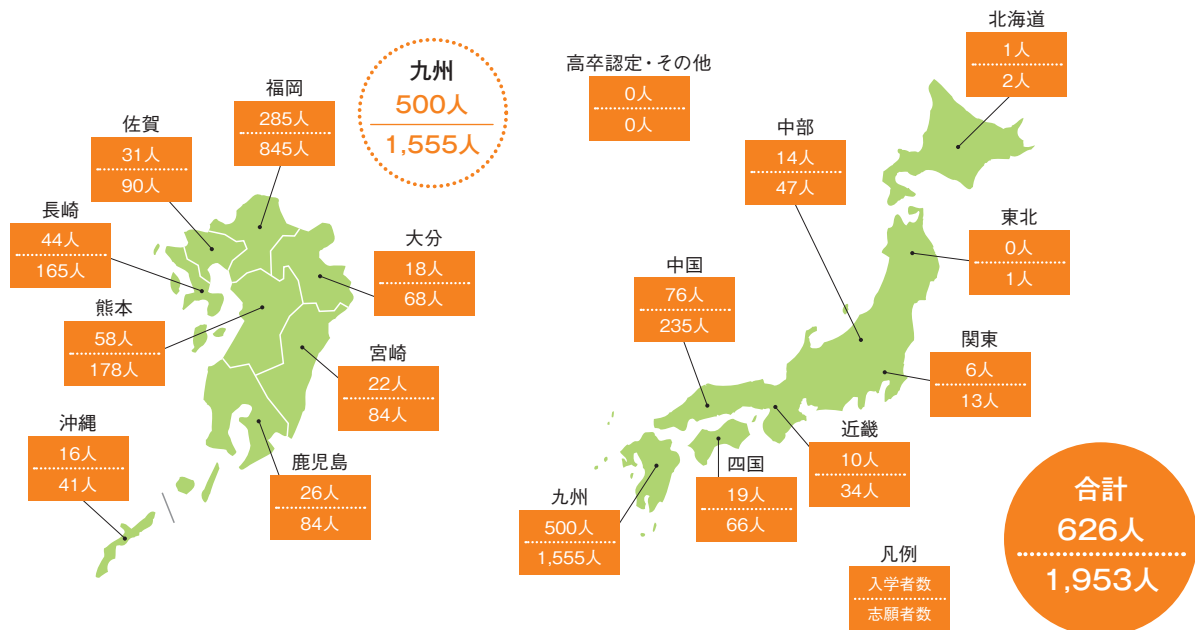 九州
500人
1,555人
福岡
285人
845人
佐賀
31人
90人
長崎
44人
165人
大分
18人
68人
熊本
58人
178人
宮崎
22人
84人
沖縄
16人
41人
鹿児島
26人
84人
高卒認定・その他
0人
0人
北海道
1人
2人
中部
14人
47人
東北
0人
1人
中国
76人
235人
関東
6人
13人
近畿
10人
34人
四国
19人
66人
九州
500人
1,555人
合計
626人
1,953人
凡例
入学者数
志願者数